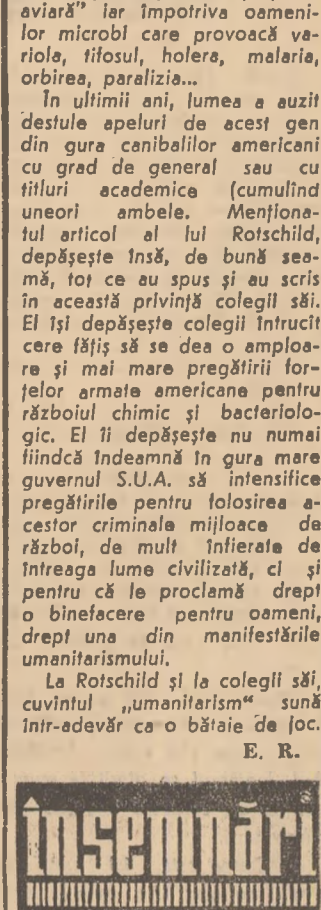 aviară" iar împotriva oameni-
lor microbi care provoacă va-
riola, tifosul, holera, malaria,
orbirea, paralizia...
În ultimii ani, lumea a auzit
destule apeluri de acest gen
din gura canibalilor americani
cu grad de general sau cu
titluri academice (cumulînd
uneori ambele. Menționa-
tul articol al lui Rotschild,
depășește însă, de bună sea-
mă, tot ce au spus și au scris
în această privință colegii săi.
El își depășește colegii întrucît
cere fățiș să se dea o amploa-
re și mai mare pregătirii for-
țelor armate americane pentru
războiul chimic și bacteriolo-
gic. El îi depășește nu numai
fiindcă îndeamnă în gura mare
guvernul S.U.A. să intensifice
pregătirile pentru folosirea a-
cestor criminale mijloace de
război, de mult înfierate de
întreaga lume civilizată, ci și
pentru că le proclamă drept
o binefacere pentru oameni,
drept una din manifestările
umanitarismului.
La Rotschild și la colegii săi,
cuvîntul „umanitarism" sună
într-adevăr ca o bătaie de joc.
E. R.
însemnări